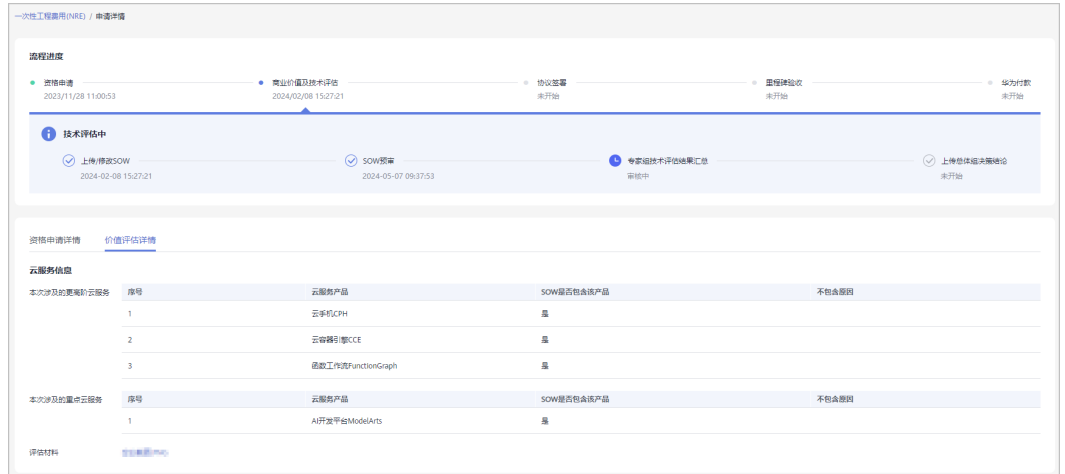 一次性工程费用(NRE) / 申请详情
流程进度
资格申请 商业价值及技术评估 协议签署 里程碑验收 华为付款
2023/11/28 11:00:53 2024/02/08 15:27:21 未开始 未开始 未开始
技术评估中
上传/修改SOW SOW预审 专家组技术评估结果汇总 上传总体组决策结论
2024-02-08 15:27:21 2024-05-07 09:37:53 审核中 未开始
资格申请详情 价值评估详情
云服务信息
本次涉及的更高阶云服务 序号 云服务产品 SOW是否包含该产品 不包含原因
1 云手机CPH 是
2 云容器引擎CCE 是
3 函数工作流FunctionGraph 是
本次涉及的重点云服务 序号 云服务产品 SOW是否包含该产品 不包含原因
1 AI开发平台ModelArts 是
评估材料